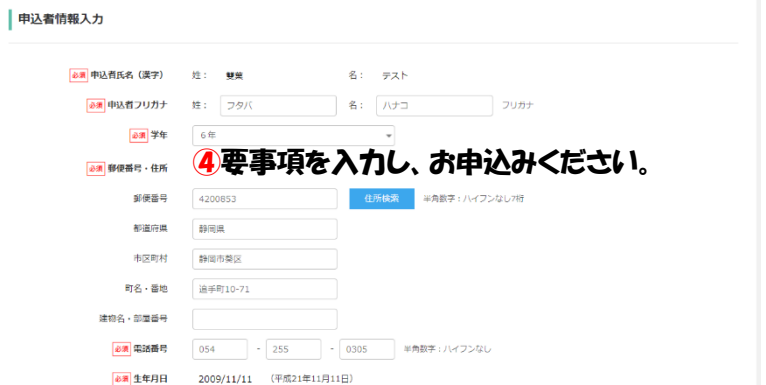 申込者情報入力
必須 申込者氏名（漢字） 姓： 雙葉 名： テスト
必須 申込者フリガナ 姓： フタバ 名： ハナコ フリガナ
必須 学年 6年
④要事項を入力し、お申込みください。
必須 郵便番号・住所
郵便番号 4200853 住所検索 半角数字：ハイフンなし7桁
都道府県 静岡県
市区町村 静岡市葵区
町名・番地 追手町10-71
建物名・部屋番号
必須 電話番号 054 - 255 - 0305 半角数字：ハイフンなし
必須 生年月日 2009/11/11 （平成21年11月11日）